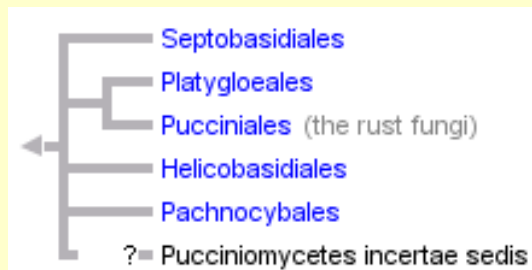 Septobasidiales
Platygloeales
Pucciniales (the rust fungi)
Helicobasidiales
Pachnocybales
? Pucciniomycetes incertae sedis